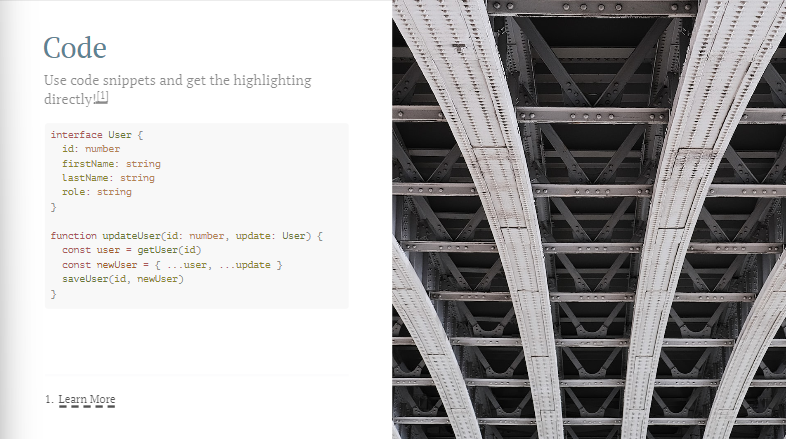 Code
Use code snippets and get the highlighting
directly![1]
interface User {
  id: number
  firstName: string
  lastName: string
  role: string
}
function updateUser(id: number, update: User) {
  const user = getUser(id)
  const newUser = { ...user, ...update }
  saveUser(id, newUser)
}
1. Learn More